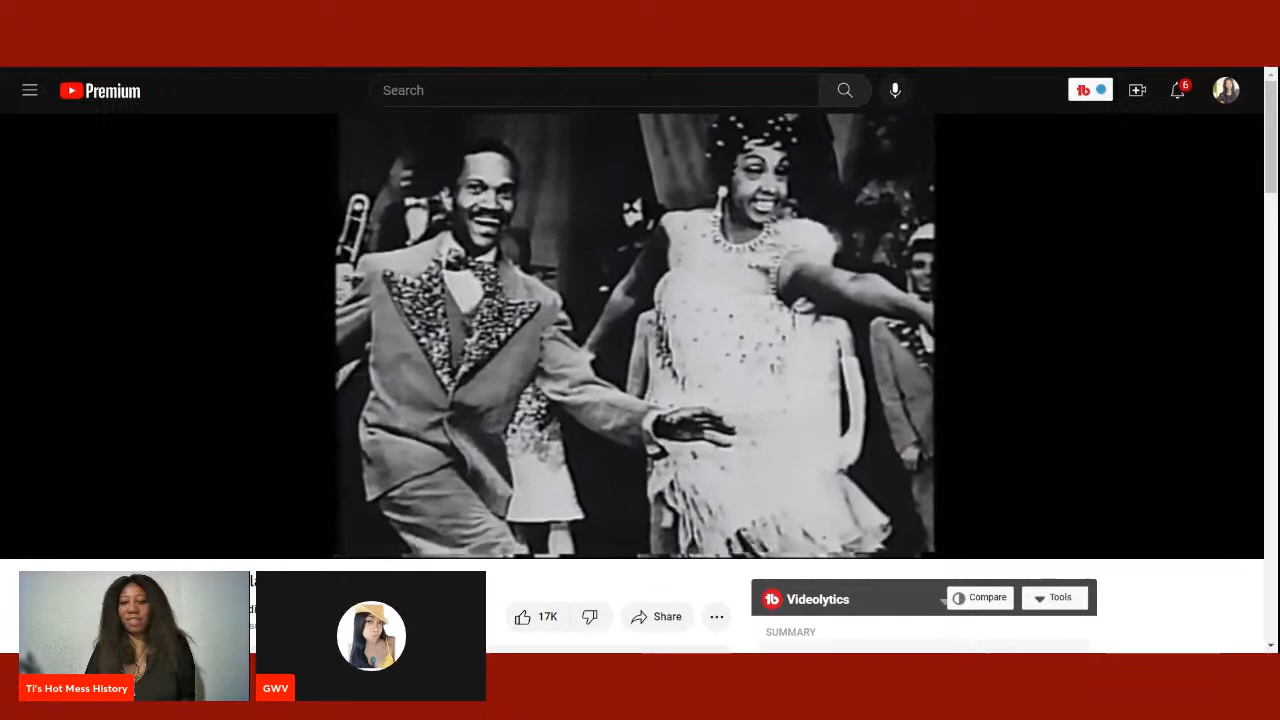 Premium
Search
6
17K
Share
Videolytics
Compare
Tools
SUMMARY
Ti's Hot Mess History
GWV